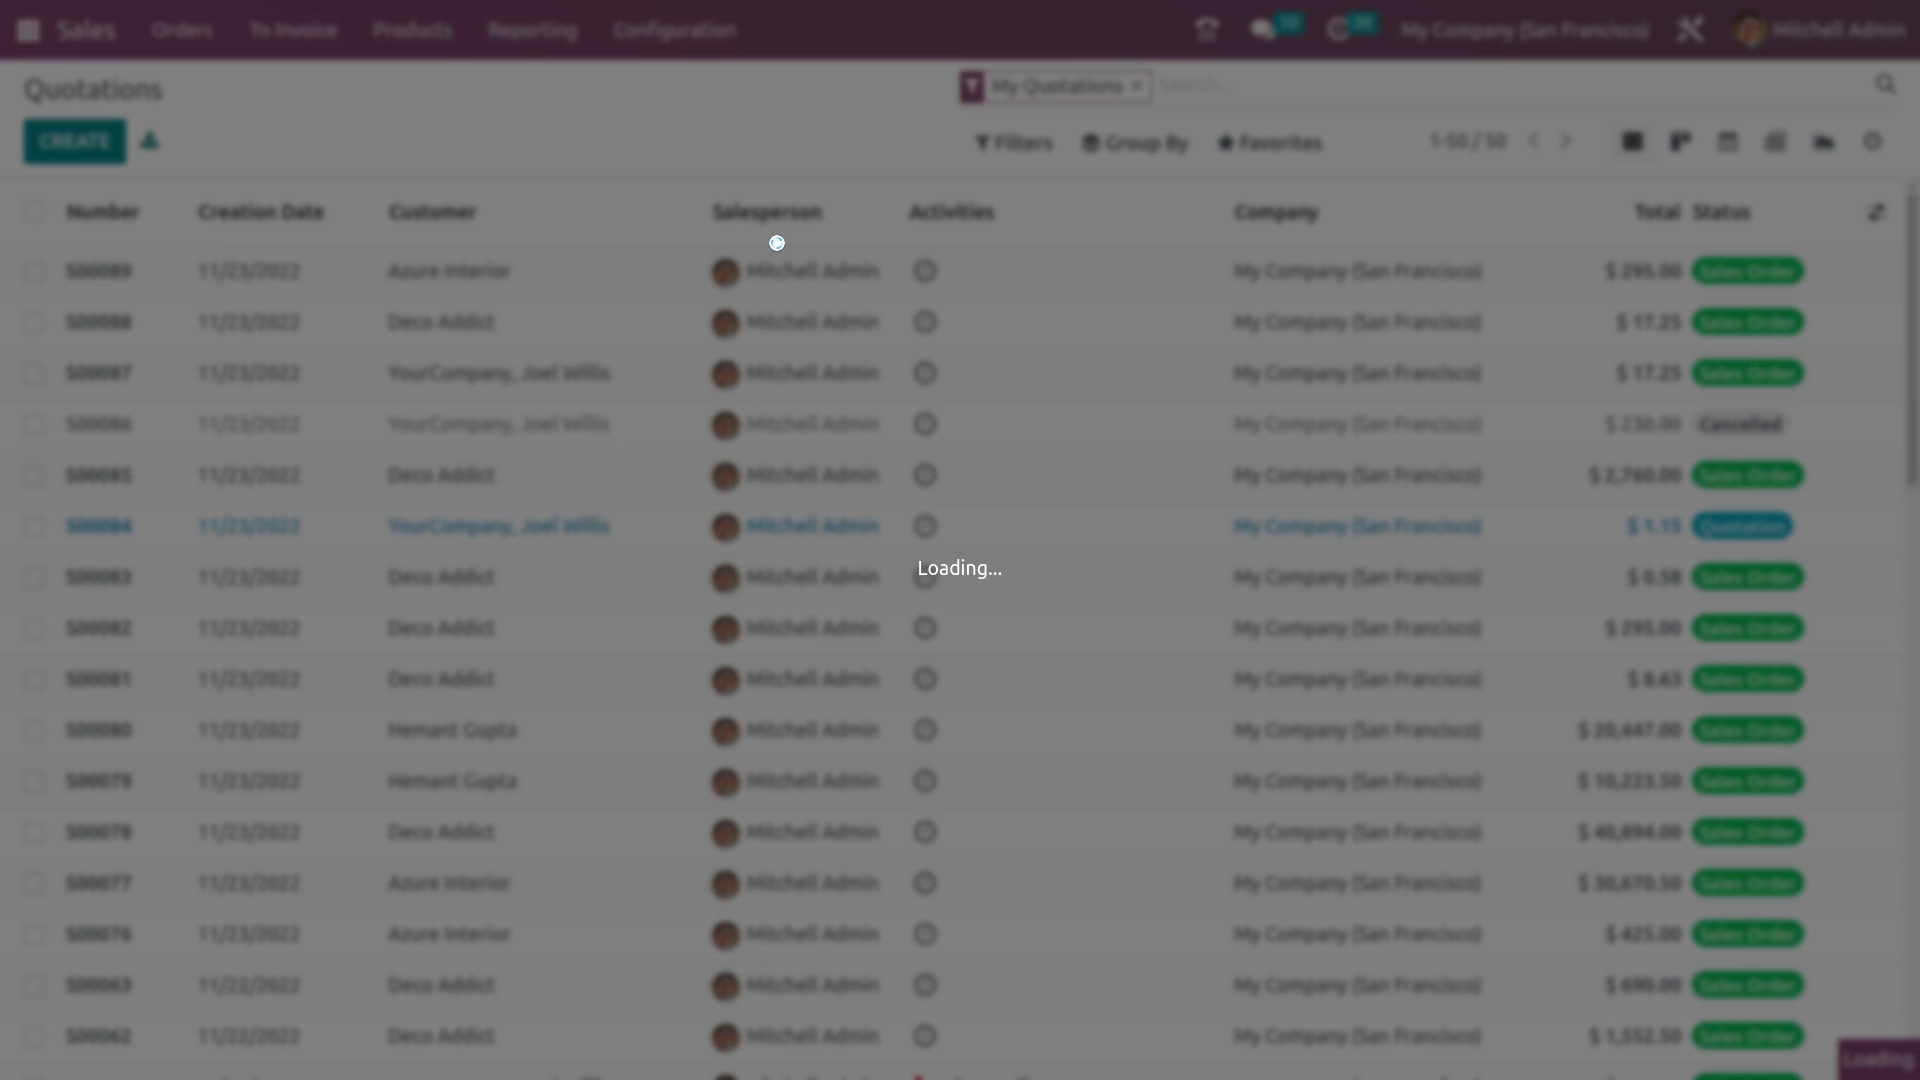 Sales Orders To Invoice Products Reporting Configuration My Company (San Francisco) Mitchell Admin
Quotations My Quotations × Search...
CREATE Filters Group By Favorites 1-50 / 50
Number Creation Date Customer Salesperson Activities Company Total Status
S00089 11/23/2022 Azure Interior Mitchell Admin My Company (San Francisco) $ 295.00 Sales Order
S00088 11/23/2022 Deco Addict Mitchell Admin My Company (San Francisco) $ 17.25 Sales Order
S00087 11/23/2022 YourCompany, Joel Willis Mitchell Admin My Company (San Francisco) $ 17.25 Sales Order
S00086 11/23/2022 YourCompany, Joel Willis Mitchell Admin My Company (San Francisco) $ 230.00 Cancelled
S00085 11/23/2022 Deco Addict Mitchell Admin My Company (San Francisco) $ 2,760.00 Sales Order
S00084 11/23/2022 YourCompany, Joel Willis Mitchell Admin My Company (San Francisco) $ 1.15 Quotation
S00083 11/23/2022 Deco Addict Mitchell Admin My Company (San Francisco) $ 0.58 Sales Order
Loading...
S00082 11/23/2022 Deco Addict Mitchell Admin My Company (San Francisco) $ 295.00 Sales Order
S00081 11/23/2022 Deco Addict Mitchell Admin My Company (San Francisco) $ 8.63 Sales Order
S00080 11/23/2022 Hemant Gupta Mitchell Admin My Company (San Francisco) $ 20,447.00 Sales Order
S00079 11/23/2022 Hemant Gupta Mitchell Admin My Company (San Francisco) $ 10,223.50 Sales Order
S00078 11/23/2022 Deco Addict Mitchell Admin My Company (San Francisco) $ 40,894.00 Sales Order
S00077 11/23/2022 Azure Interior Mitchell Admin My Company (San Francisco) $ 30,670.50 Sales Order
S00076 11/23/2022 Azure Interior Mitchell Admin My Company (San Francisco) $ 425.00 Sales Order
S00063 11/22/2022 Deco Addict Mitchell Admin My Company (San Francisco) $ 690.00 Sales Order
S00062 11/22/2022 Deco Addict Mitchell Admin My Company (San Francisco) $ 1,552.50 Sales Order
Loading